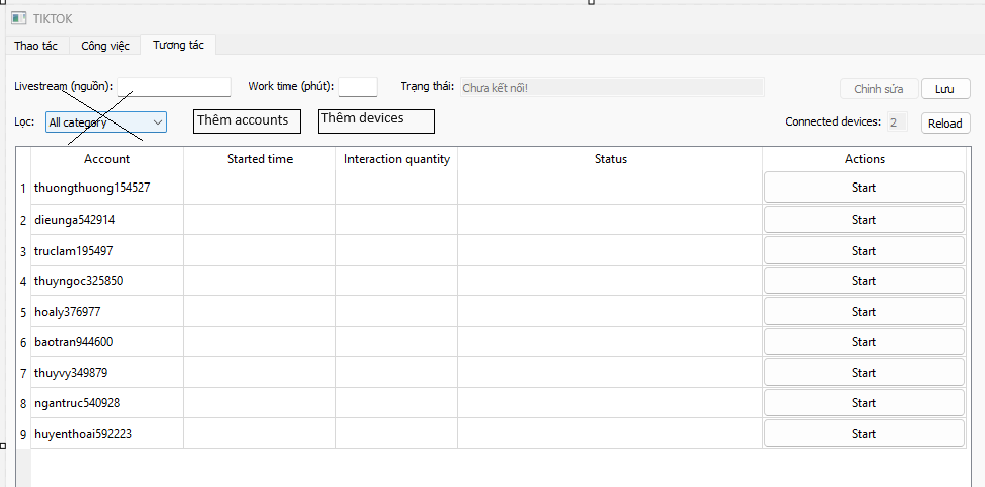 TIKTOK
Thao tác Công việc Tương tác
Livestream (nguồn): Work time (phút): Trạng thái: Chưa kết nối! Chỉnh sửa Lưu
Lọc: All category Thêm accounts Thêm devices Connected devices: 2 Reload
Account Started time Interaction quantity Status Actions
1 thuongthuong154527 Start
2 dieunga542914 Start
3 truclam195497 Start
4 thuyngoc325850 Start
5 hoaly376977 Start
6 baotran944600 Start
7 thuyvy349879 Start
8 ngantruc540928 Start
9 huyenthoai592223 Start